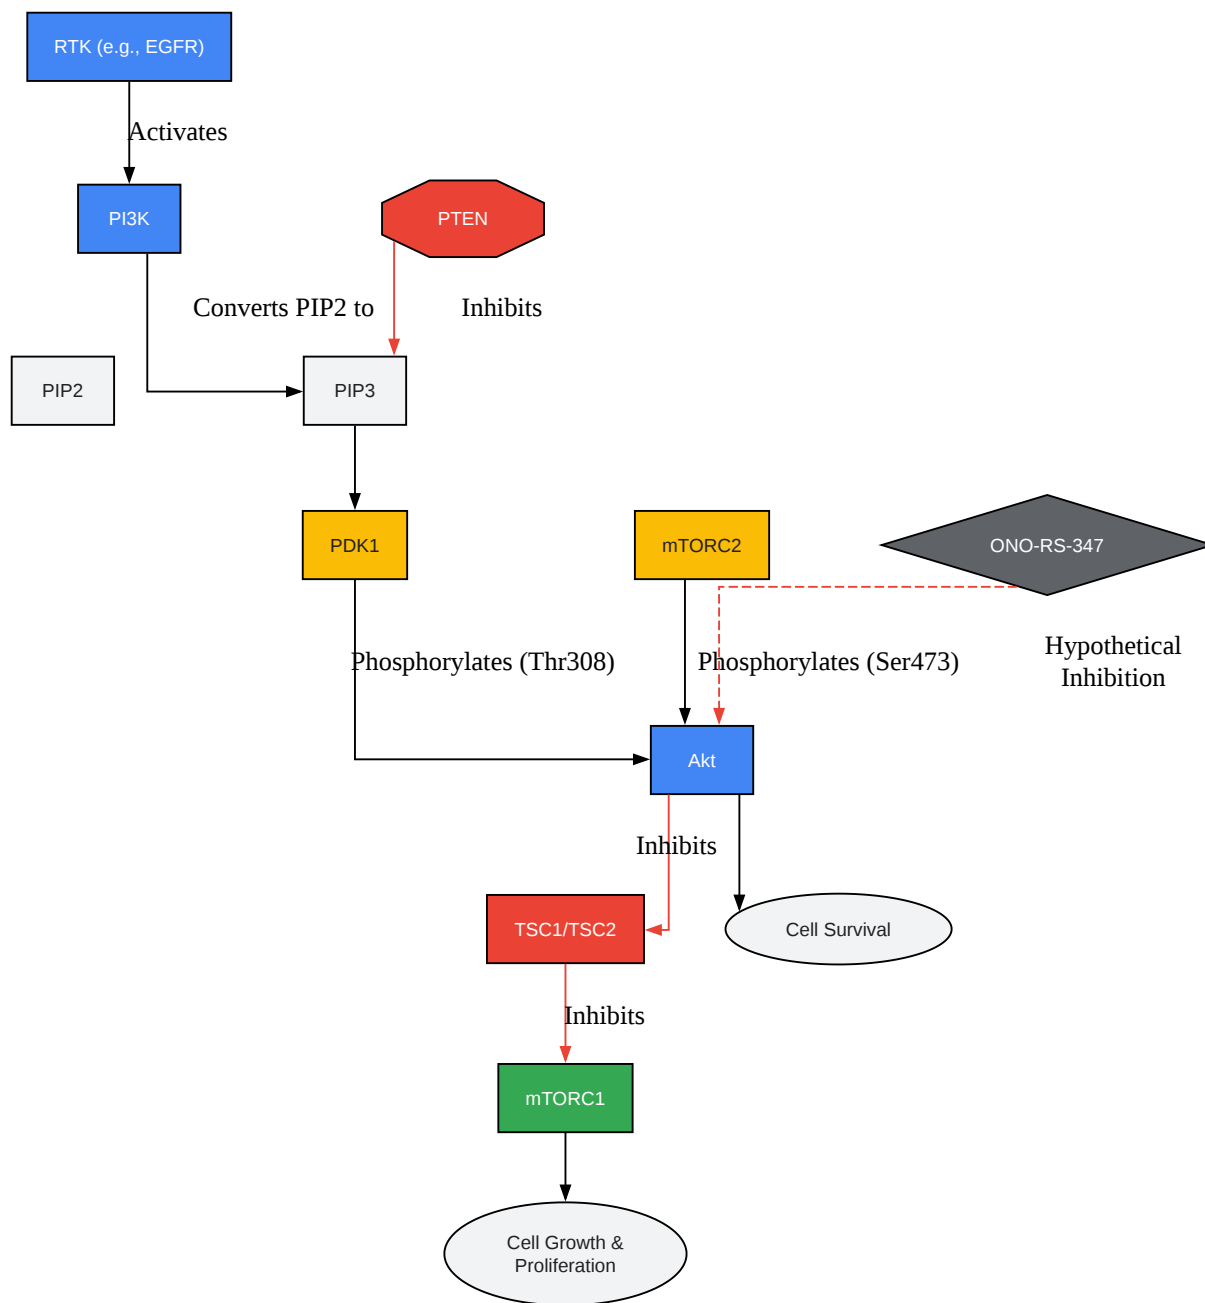 RTK (e.g., EGFR)
Activates
PI3K
PTEN
Converts PIP2 to
Inhibits
PIP2
PIP3
PDK1
mTORC2
ONO-RS-347
Phosphorylates (Thr308)
Phosphorylates (Ser473)
Hypothetical
Inhibition
Akt
Inhibits
TSC1/TSC2
Cell Survival
Inhibits
mTORC1
Cell Growth &
Proliferation